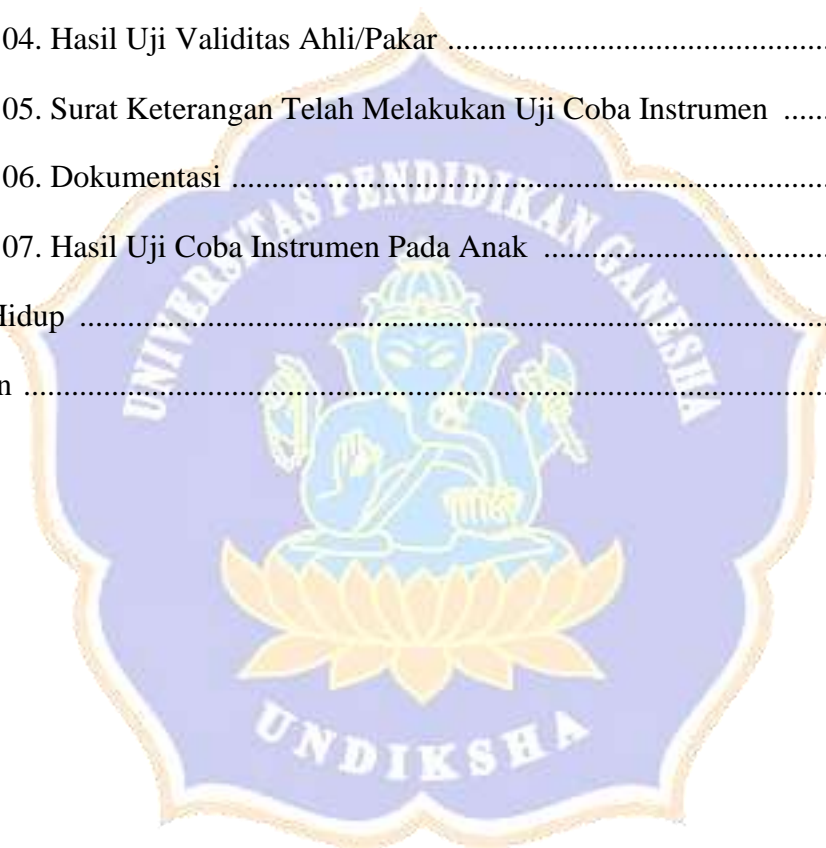 04. Hasil Uji Validitas Ahli/Pakar ................................................
05. Surat Keterangan Telah Melakukan Uji Coba Instrumen ......
06. Dokumentasi ...........................................................................
07. Hasil Uji Coba Instrumen Pada Anak ....................................
Hidup ..............................................................................................
n .....................................................................................................
UNIVERSITAS PENDIDIKAN GANESHA
UNDIKSHA